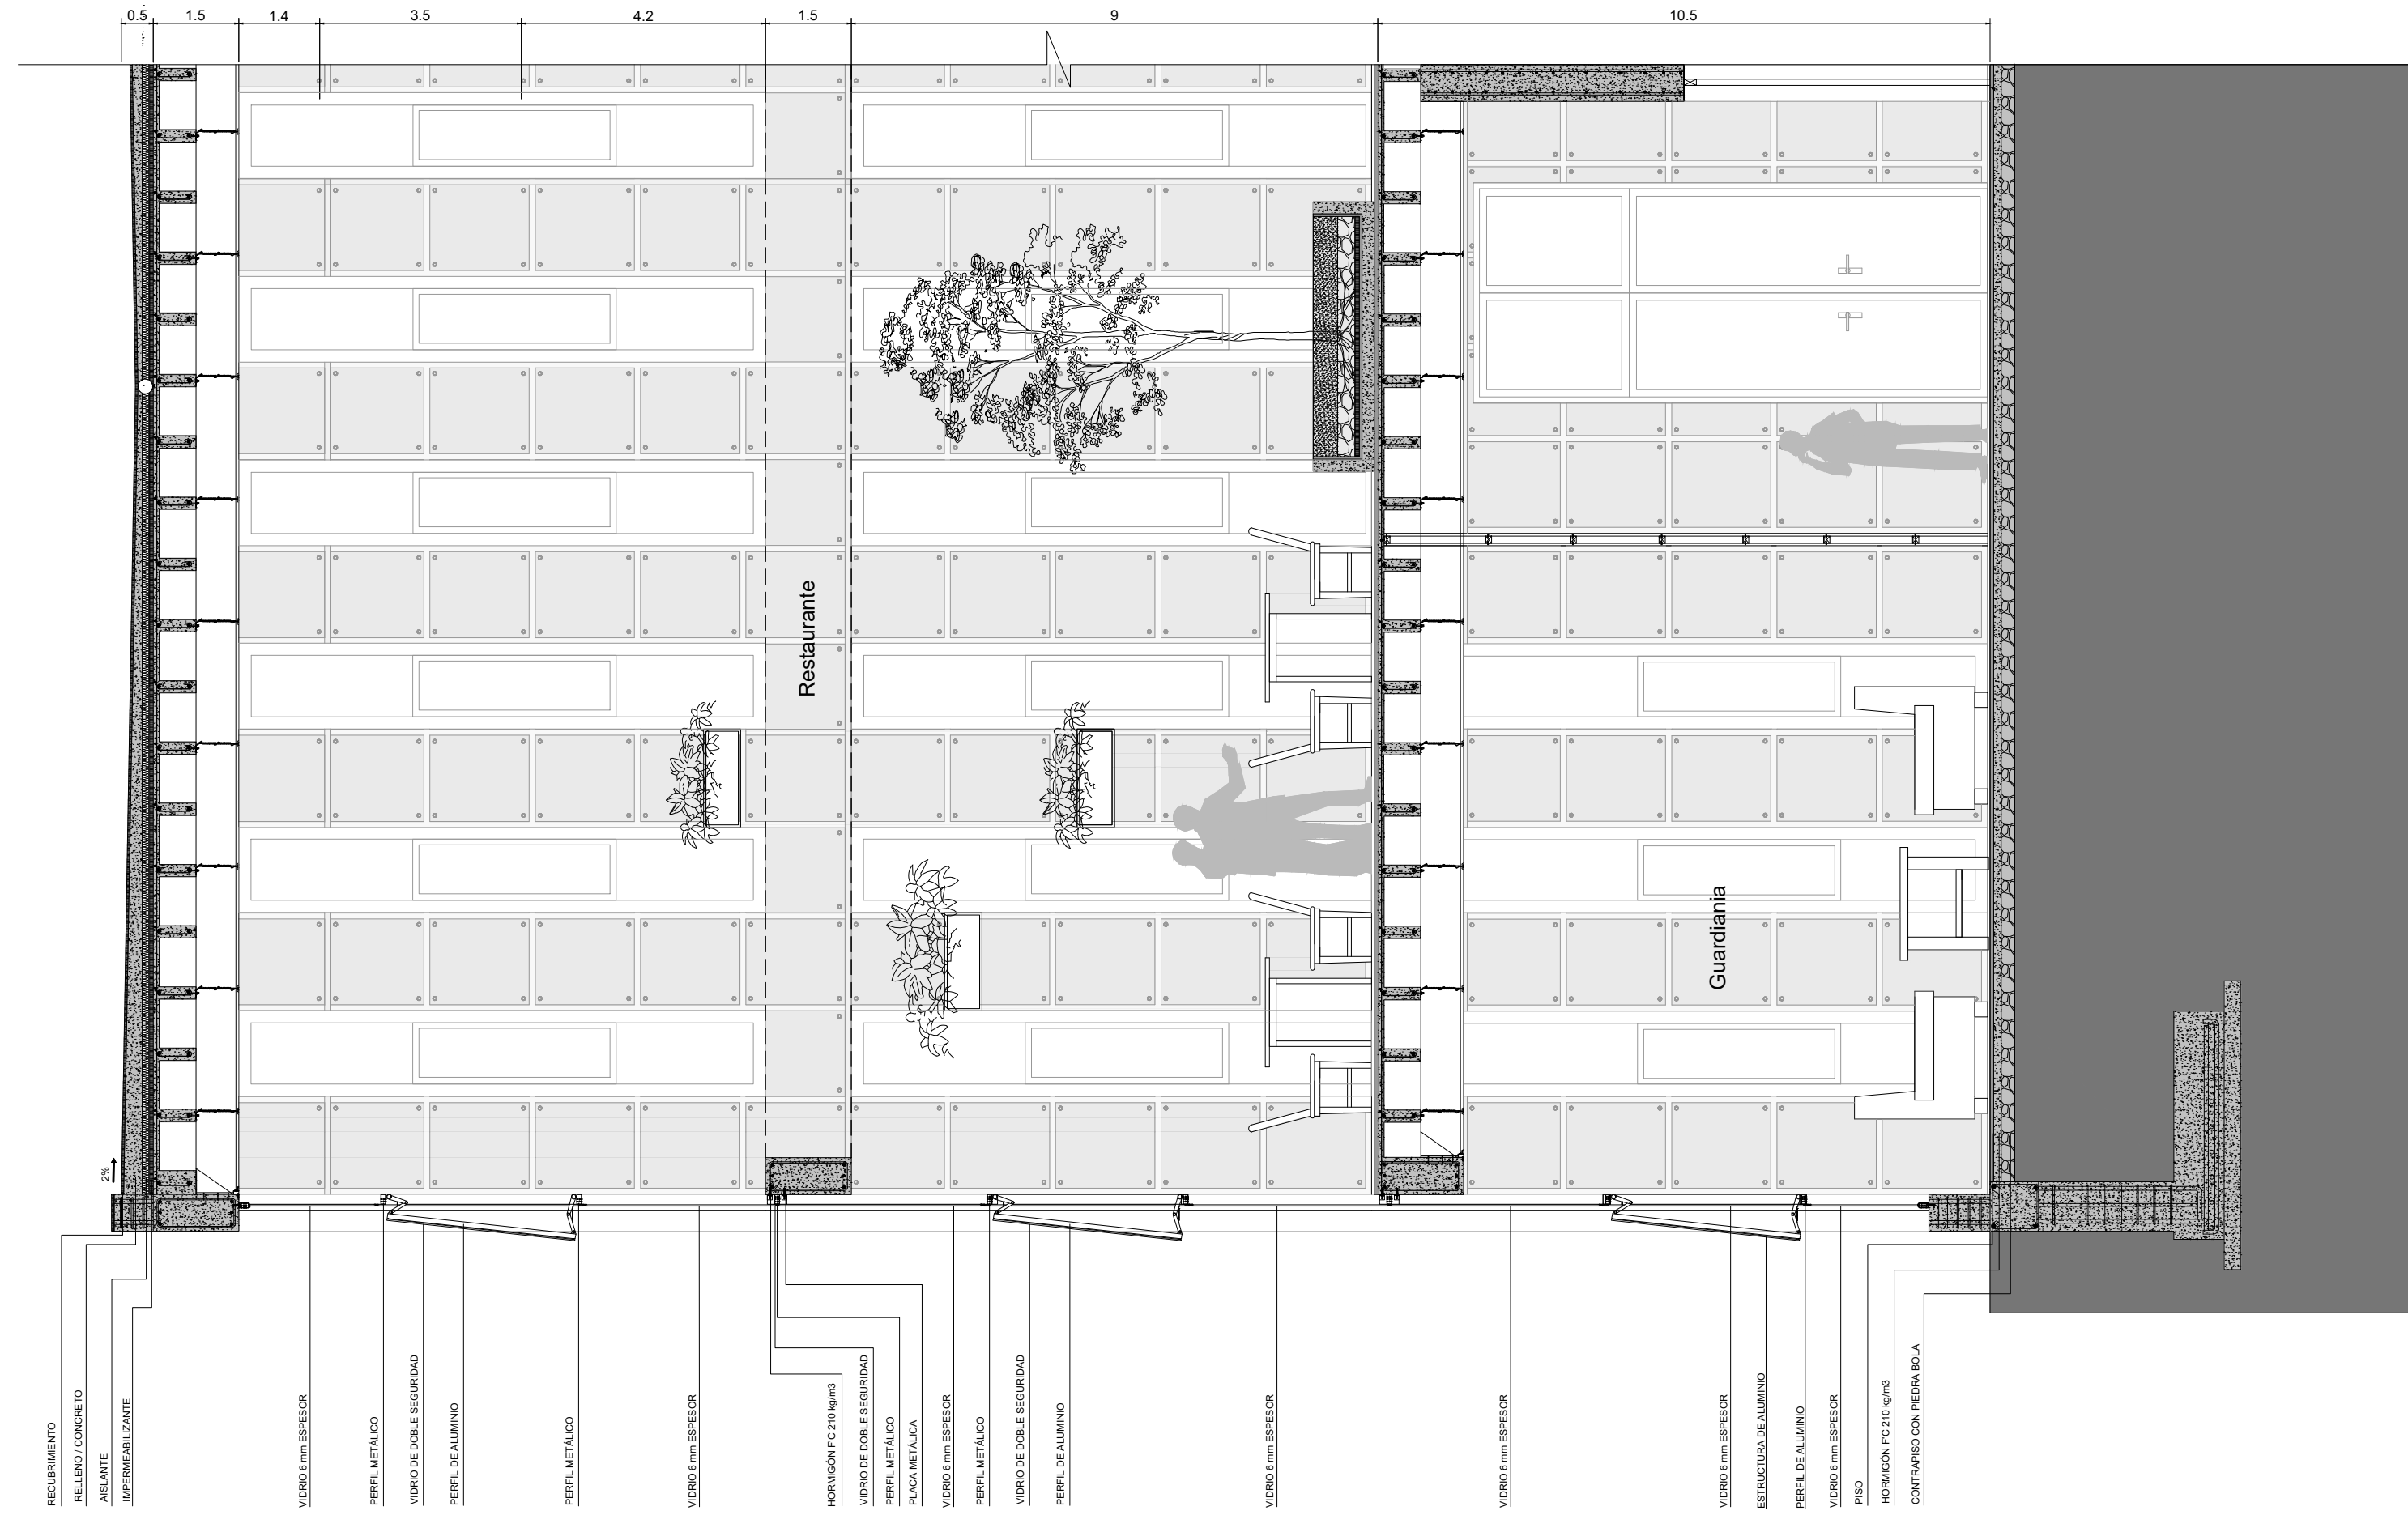 0.5
1.5
1.4
3.5
4.2
1.5
9
10.5
Restaurante
Guardiania
2%
RECUBRIMIENTO
RELLENO / CONCRETO
AISLANTE
IMPERMEABILIZANTE
VIDRIO 6 mm ESPESOR
PERFIL METÁLICO
VIDRIO DE DOBLE SEGURIDAD
PERFIL DE ALUMINIO
PERFIL METÁLICO
VIDRIO 6 mm ESPESOR
HORMIGÓN F'C 210 kg/m3
VIDRIO DE DOBLE SEGURIDAD
PERFIL METÁLICO
PLACA METÁLICA
VIDRIO 6 mm ESPESOR
PERFIL METÁLICO
VIDRIO DE DOBLE SEGURIDAD
PERFIL DE ALUMINIO
VIDRIO 6 mm ESPESOR
VIDRIO 6 mm ESPESOR
VIDRIO 6 mm ESPESOR
ESTRUCTURA DE ALUMINIO
PERFIL DE ALUMINIO
VIDRIO 6 mm ESPESOR
PISO
HORMIGÓN F'C 210 kg/m3
CONTRAPISO CON PIEDRA BOLA